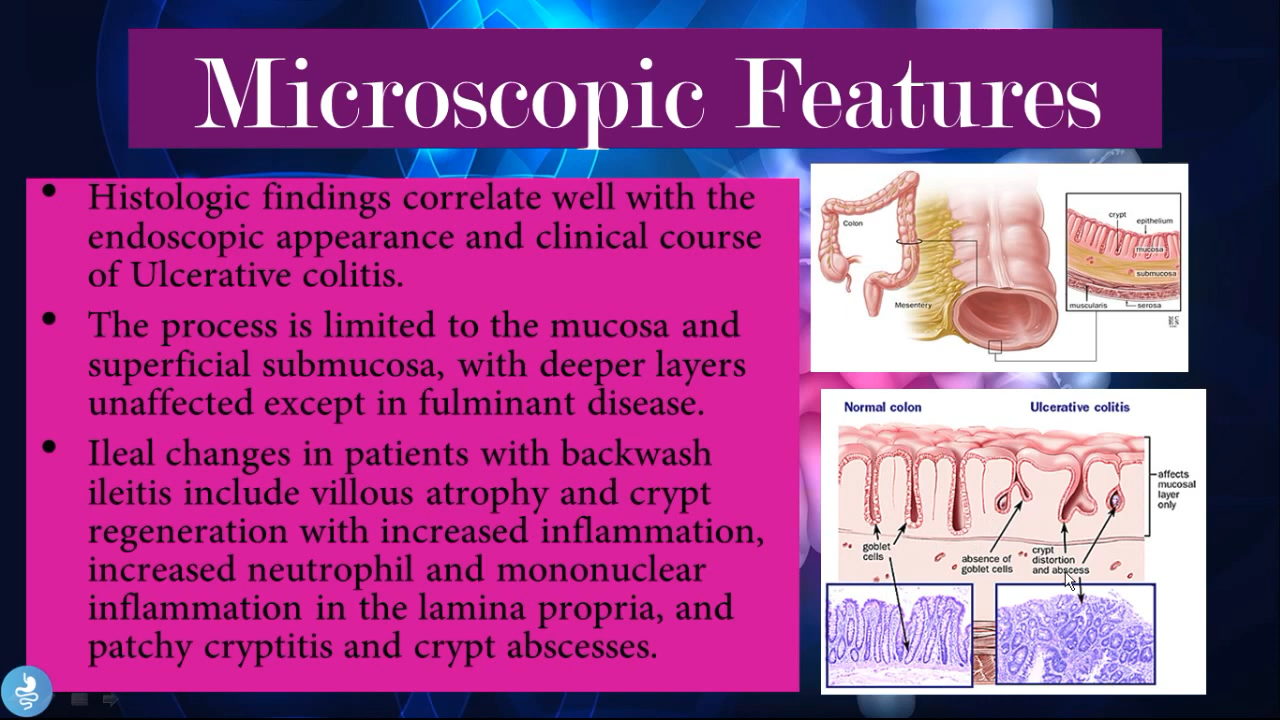 Microscopic Features
• Histologic findings correlate well with the
endoscopic appearance and clinical course
of Ulcerative colitis.
• The process is limited to the mucosa and
superficial submucosa, with deeper layers
unaffected except in fulminant disease.
• Ileal changes in patients with backwash
ileitis include villous atrophy and crypt
regeneration with increased inflammation,
increased neutrophil and mononuclear
inflammation in the lamina propria, and
patchy cryptitis and crypt abscesses.
Colon
Mesentery
crypt
epithelium
mucosa
submucosa
muscularis
serosa
Normal colon
Ulcerative colitis
affects
mucosal
layer
only
goblet
cells
absence of
goblet cells
crypt
distortion
and abscess